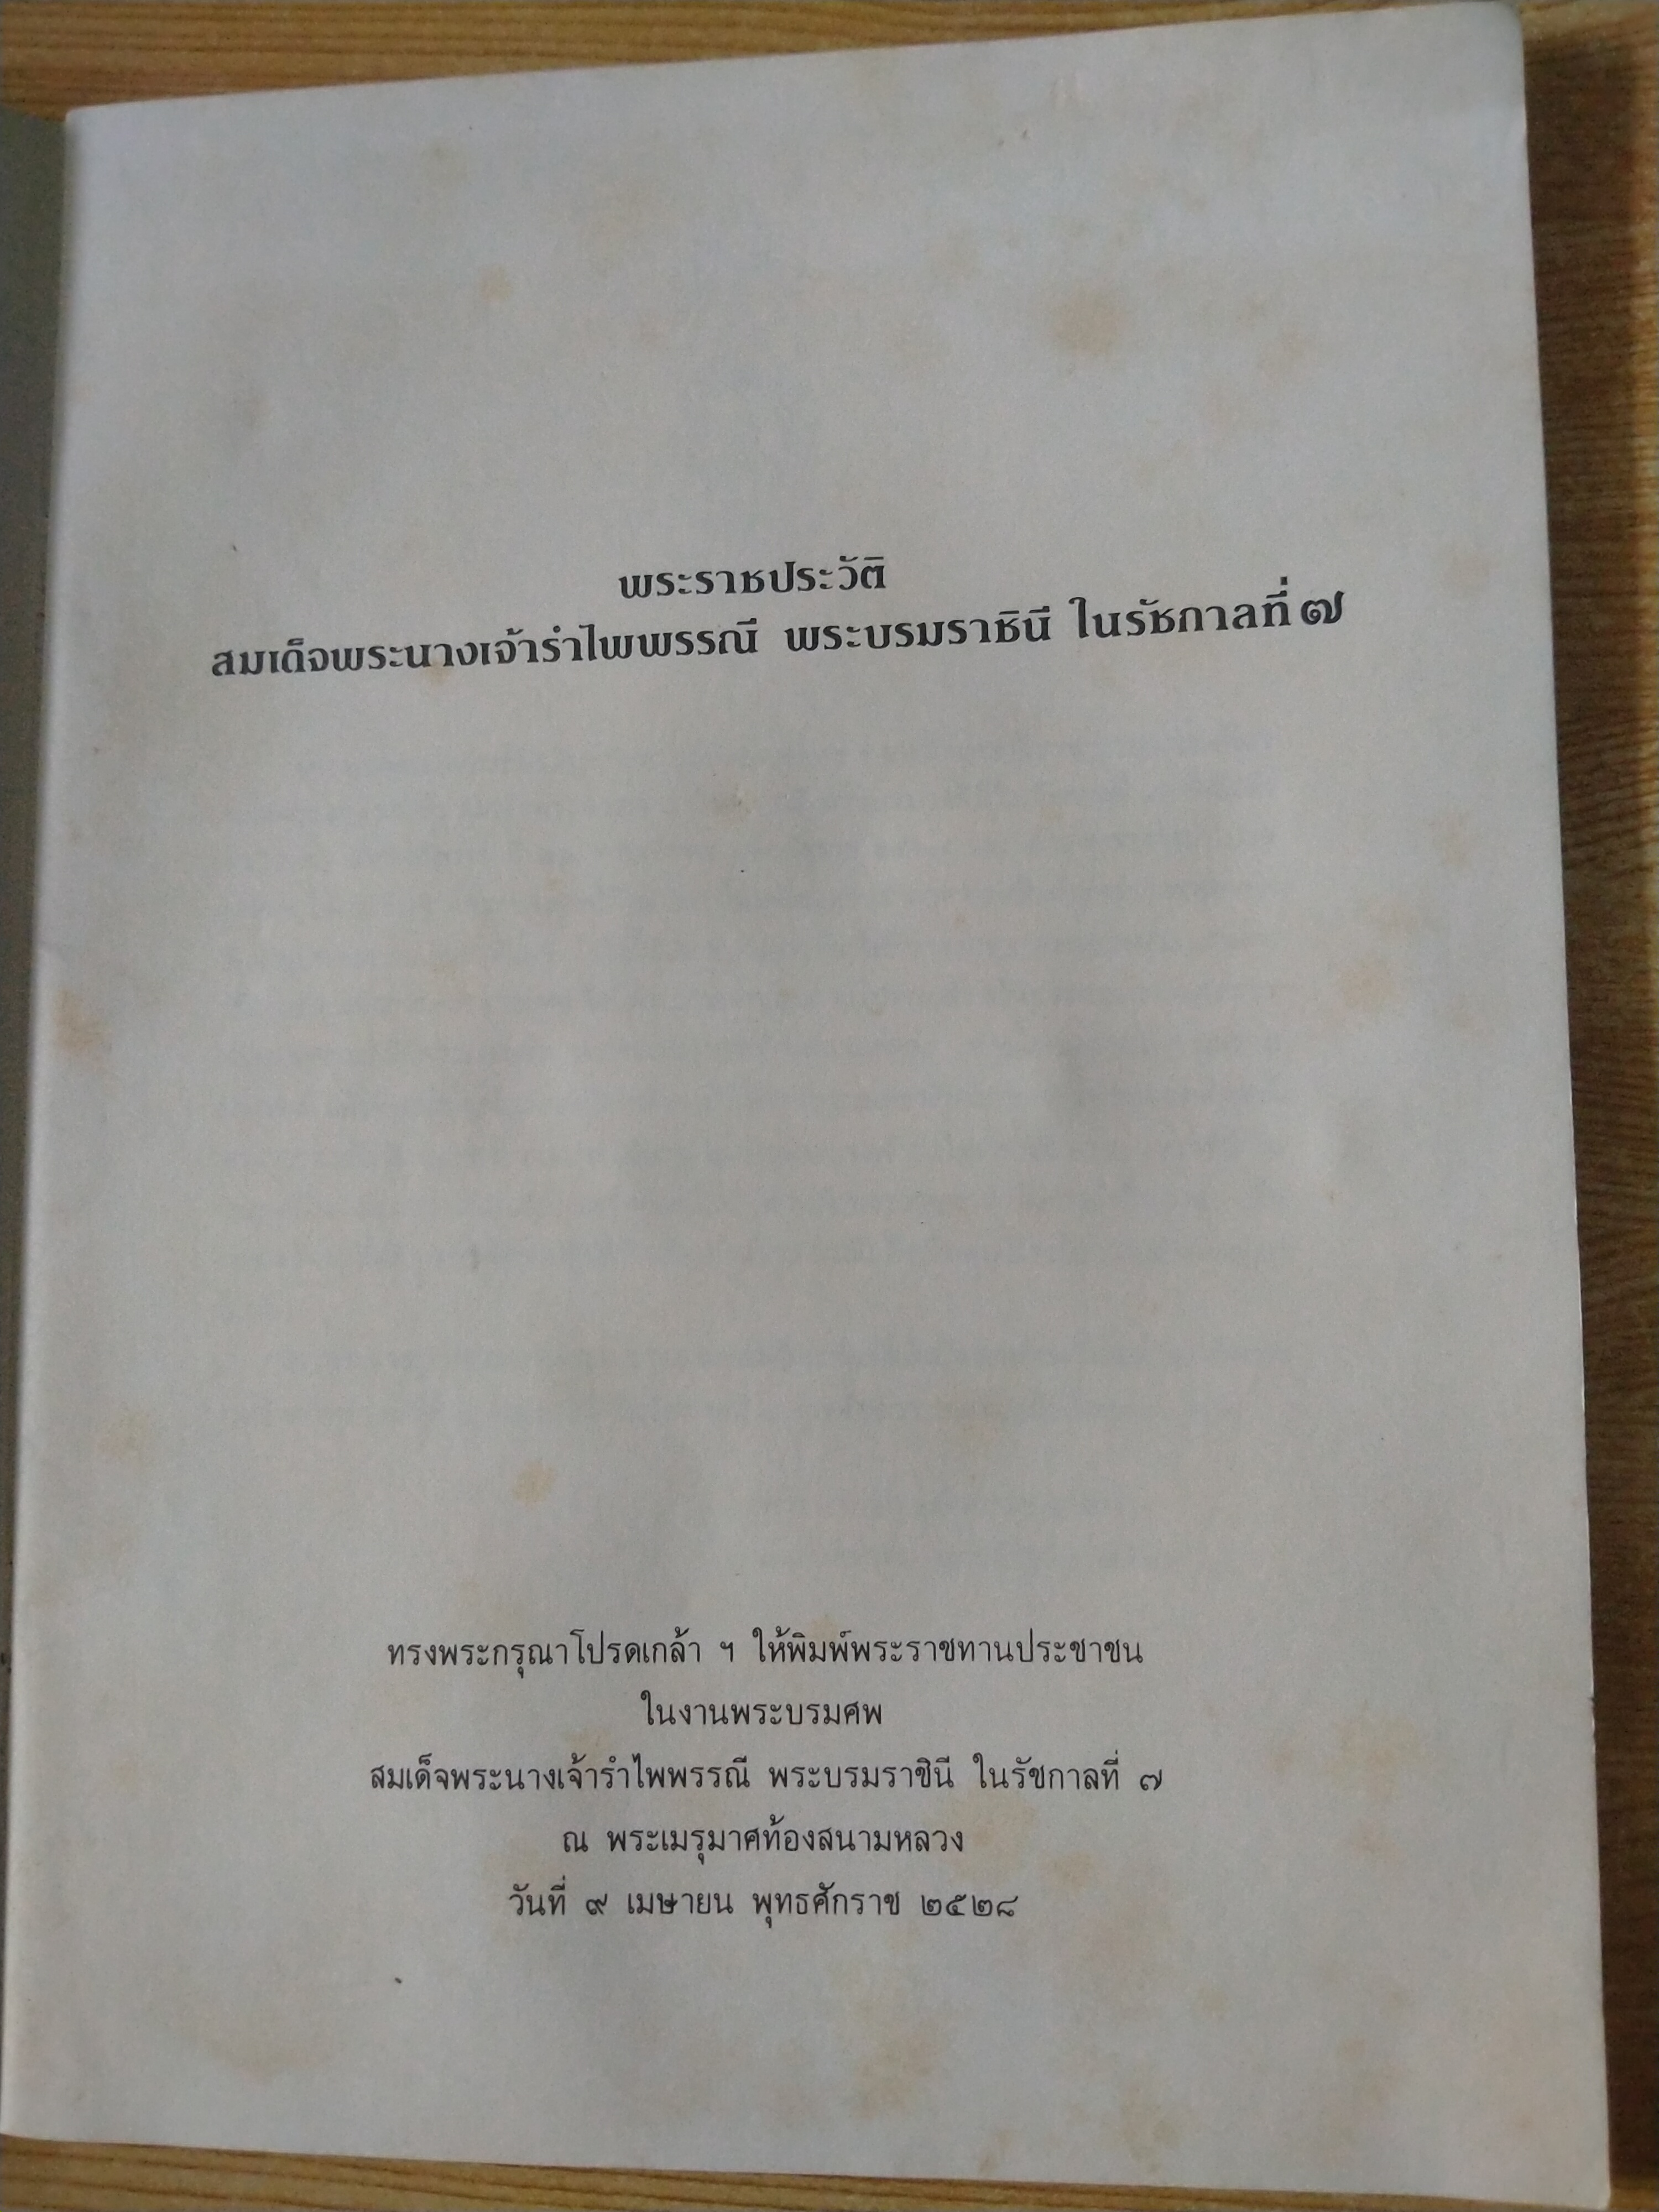 พระราชประวัติ
สมเด็จพระนางเจ้ารำไพพรรณี พระบรมราชินี ในรัชกาลที่ ๗
ทรงพระกรุณาโปรดเกล้า ฯ ให้พิมพ์พระราชทานประชาชน
ในงานพระบรมศพ
สมเด็จพระนางเจ้ารำไพพรรณี พระบรมราชินี ในรัชกาลที่ ๗
ณ พระเมรุมาศท้องสนามหลวง
วันที่ ๙ เมษายน พุทธศักราช ๒๕๒๘